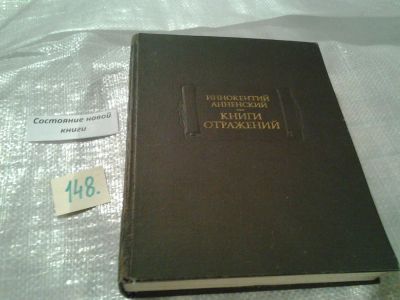 ИННОКЕНТИЙ
АННЕНСКИЙ
КНИГИ
ОТРАЖЕНИЙ
Состояние новой
книги
148.